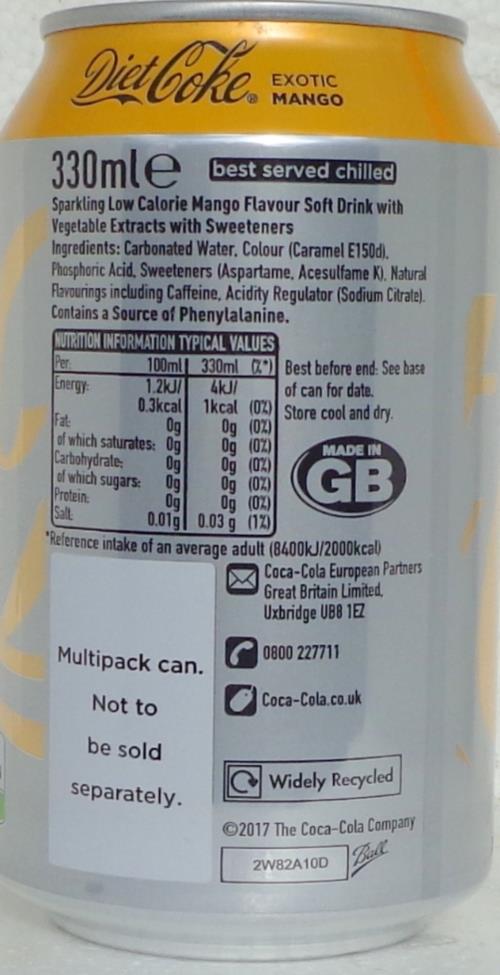 Diet Coke® EXOTIC
MANGO
330ml e best served chilled
Sparkling Low Calorie Mango Flavour Soft Drink with
Vegetable Extracts with Sweeteners
Ingredients: Carbonated Water, Colour (Caramel E150d),
Phosphoric Acid, Sweeteners (Aspartame, Acesulfame K), Natural
Flavourings including Caffeine, Acidity Regulator (Sodium Citrate).
Contains a Source of Phenylalanine.
NUTRITION INFORMATION TYPICAL VALUES
Per: 100ml 330ml (%*)
Energy: 1.2kJ/ 4kJ/
0.3kcal 1kcal (0%)
Fat: 0g 0g (0%)
of which saturates: 0g 0g (0%)
Carbohydrate: 0g 0g (0%)
of which sugars: 0g 0g (0%)
Protein: 0g 0g (0%)
Salt: 0.01g 0.03 g (1%)
Best before end: See base
of can for date.
Store cool and dry.
MADE IN
GB
*Reference intake of an average adult (8400kJ/2000kcal)
Coca-Cola European Partners
Great Britain Limited,
Uxbridge UB8 1EZ
0800 227711
Coca-Cola.co.uk
Multipack can.
Not to
be sold
separately.
Widely Recycled
©2017 The Coca-Cola Company
2W82A10D Ball